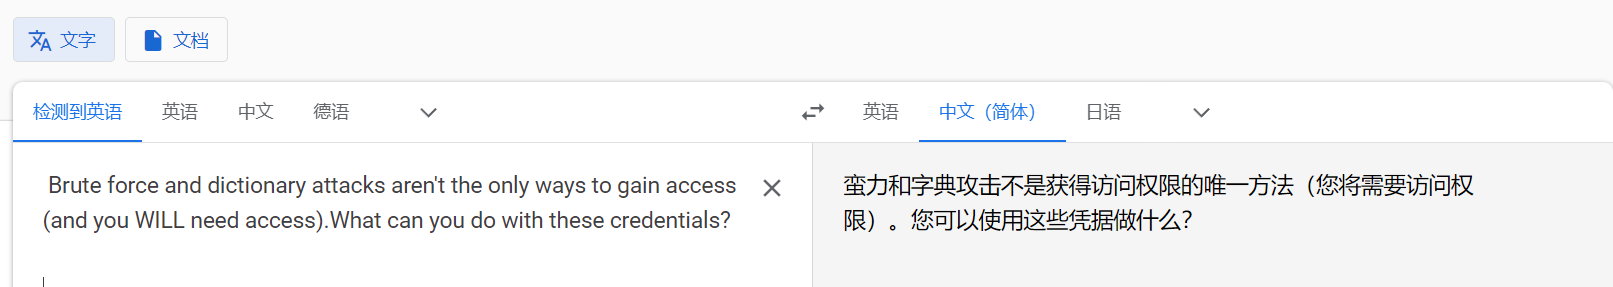 文字 文档
检测到英语 英语 中文 德语 英语 中文（简体） 日语
Brute force and dictionary attacks aren't the only ways to gain access
(and you WILL need access).What can you do with these credentials?
蛮力和字典攻击不是获得访问权限的唯一方法（您将需要访问权
限）。您可以使用这些凭据做什么？